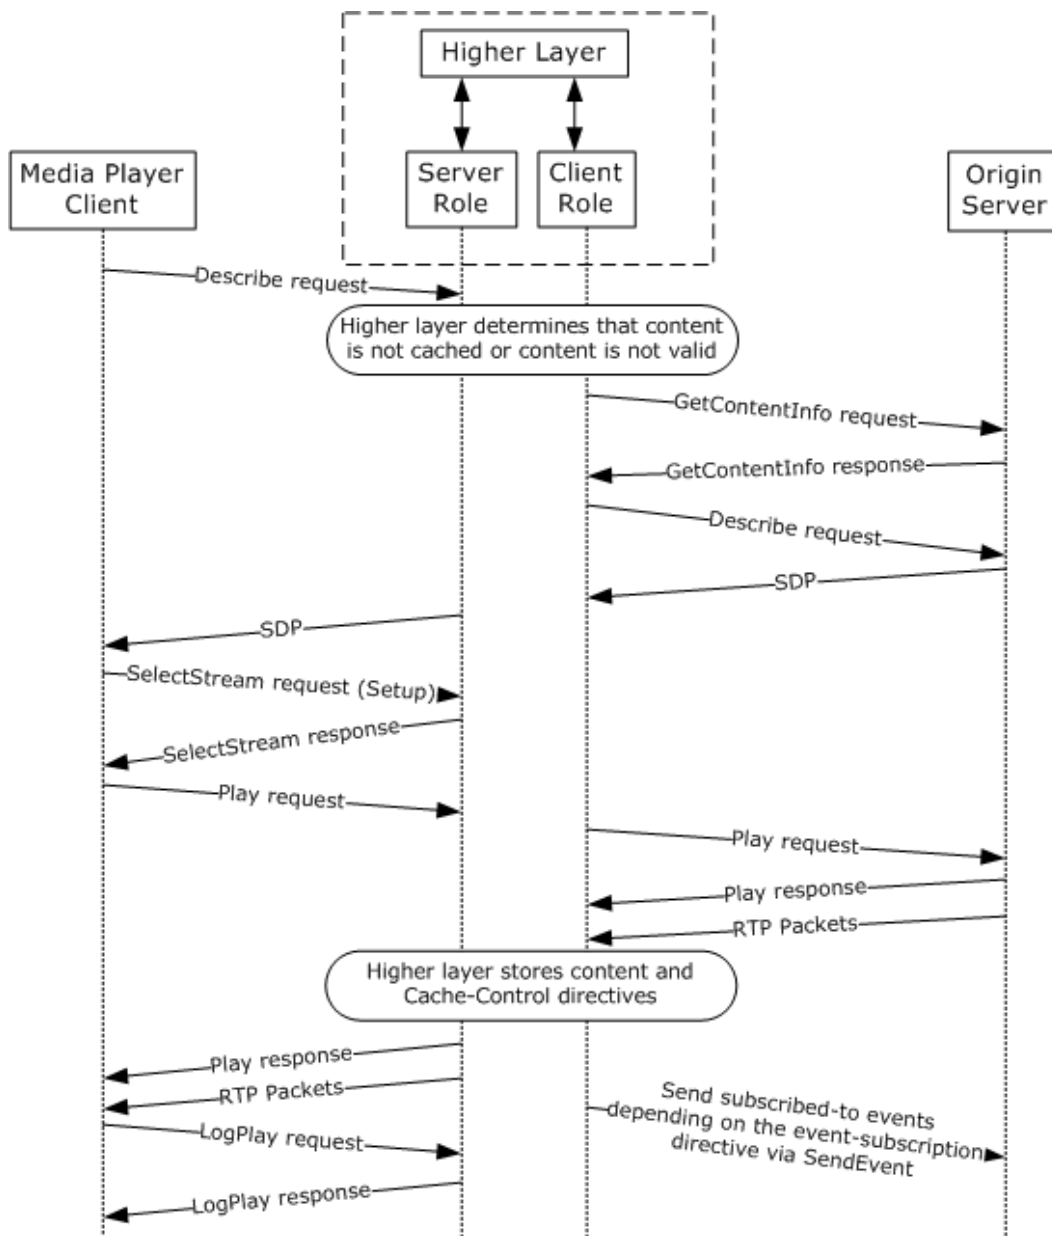 Higher Layer
Media Player
Client
Server
Role
Client
Role
Origin
Server
Describe request
Higher layer determines that content
is not cached or content is not valid
GetContentInfo request
GetContentInfo response
Describe request
SDP
SDP
SelectStream request (Setup)
SelectStream response
Play request
Play request
Play response
RTP Packets
Higher layer stores content and
Cache-Control directives
Play response
RTP Packets
Send subscribed-to events
depending on the event-subscription
directive via SendEvent
LogPlay request
LogPlay response